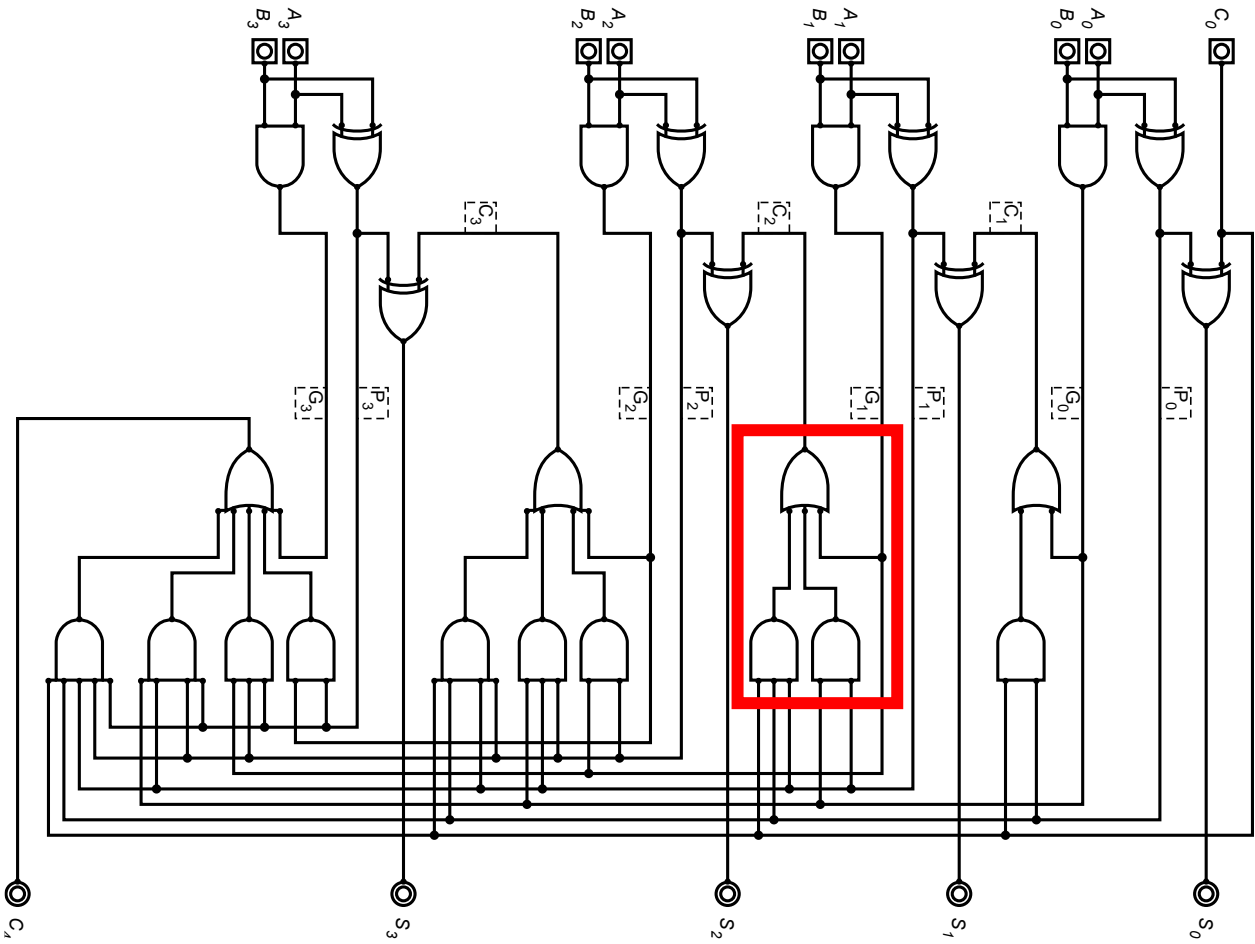 B₃ A₃ B₂ A₂ B₁ A₁ B₀ A₀ C₀
C₃ C₂ C₁
G₃ P₃ G₂ P₂ G₁ P₁ G₀ P₀
C₄ S₃ S₂ S₁ S₀